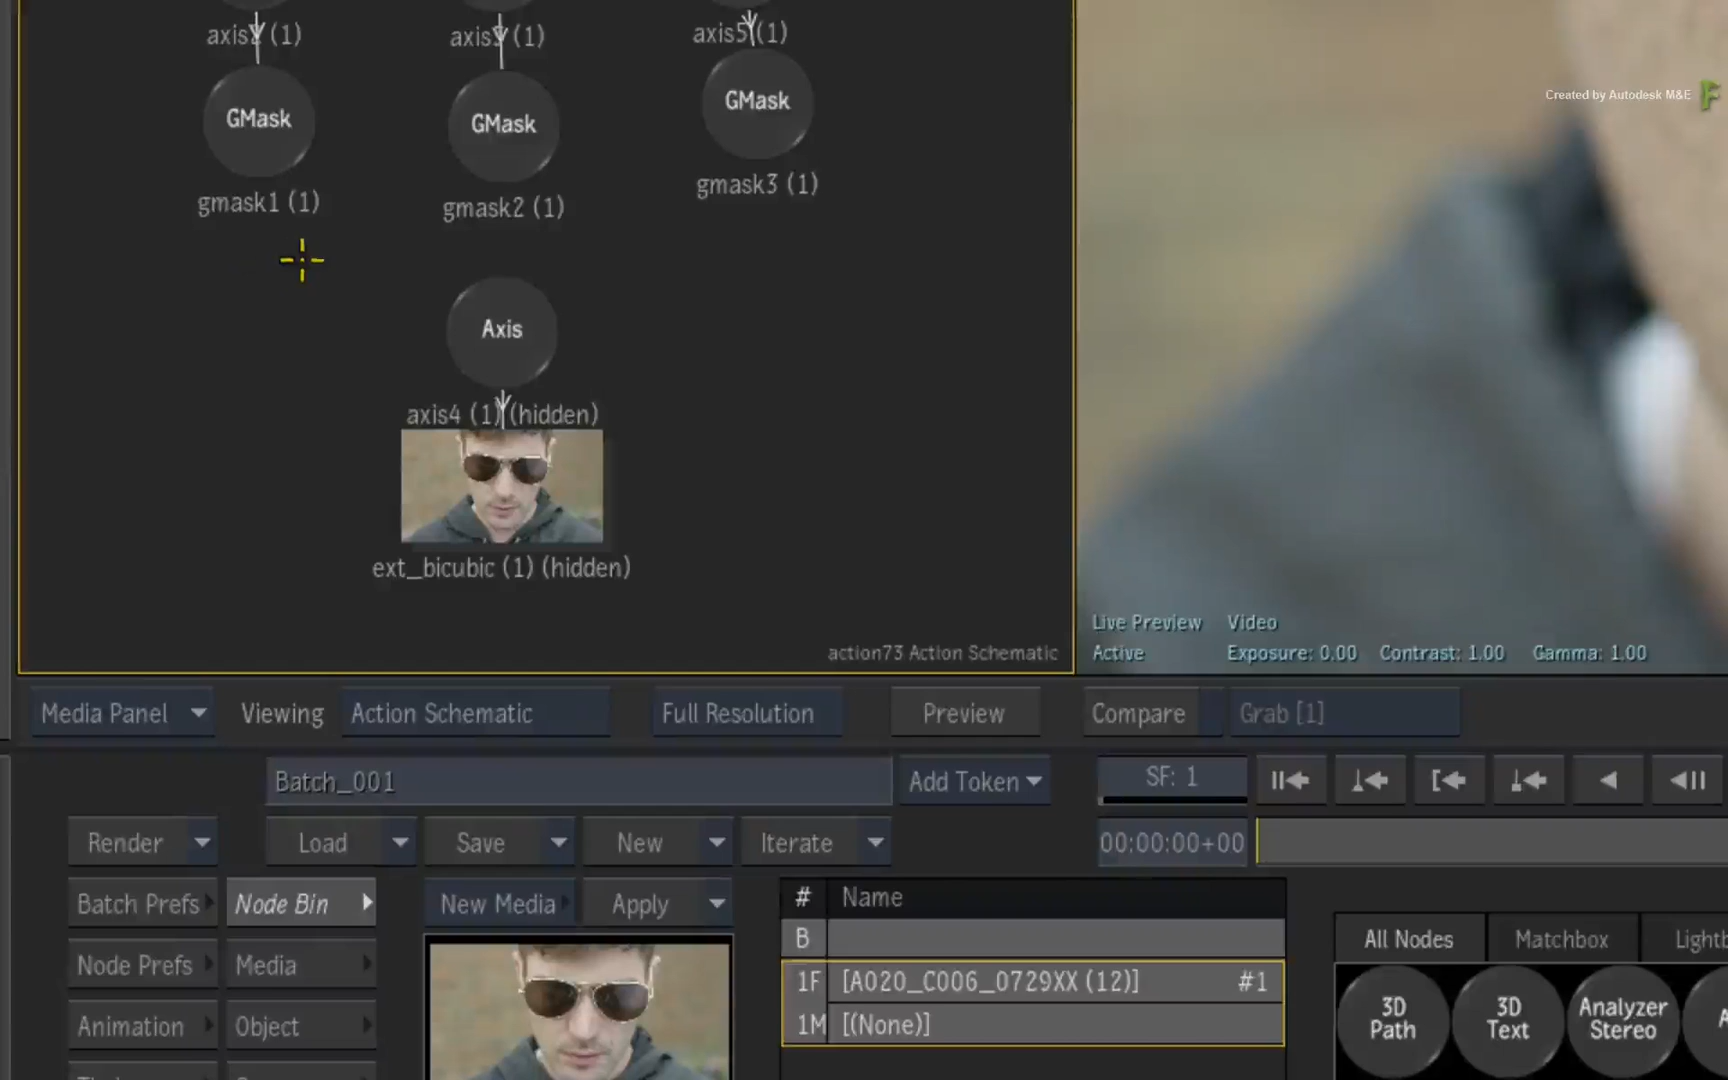 axis2 (1)
axis3 (1)
axis5 (1)
GMask
GMask
GMask
gmask1 (1)
gmask2 (1)
gmask3 (1)
Axis
axis4 (1) (hidden)
ext_bicubic (1) (hidden)
action73 Action Schematic
Created by Autodesk M&E
Live Preview Video
Active Exposure: 0.00 Contrast: 1.00 Gamma: 1.00
Media Panel Viewing Action Schematic Full Resolution Preview Compare Grab [1]
Batch_001 Add Token SF: 1
Render Load Save New Iterate 00:00:00+00
Batch Prefs Node Bin New Media Apply # Name
B
Node Prefs Media
All Nodes Matchbox
1F [A020_C006_0729XX (12)] #1
1M [(None)]
Animation Object
3D Path
3D Text
Analyzer Stereo